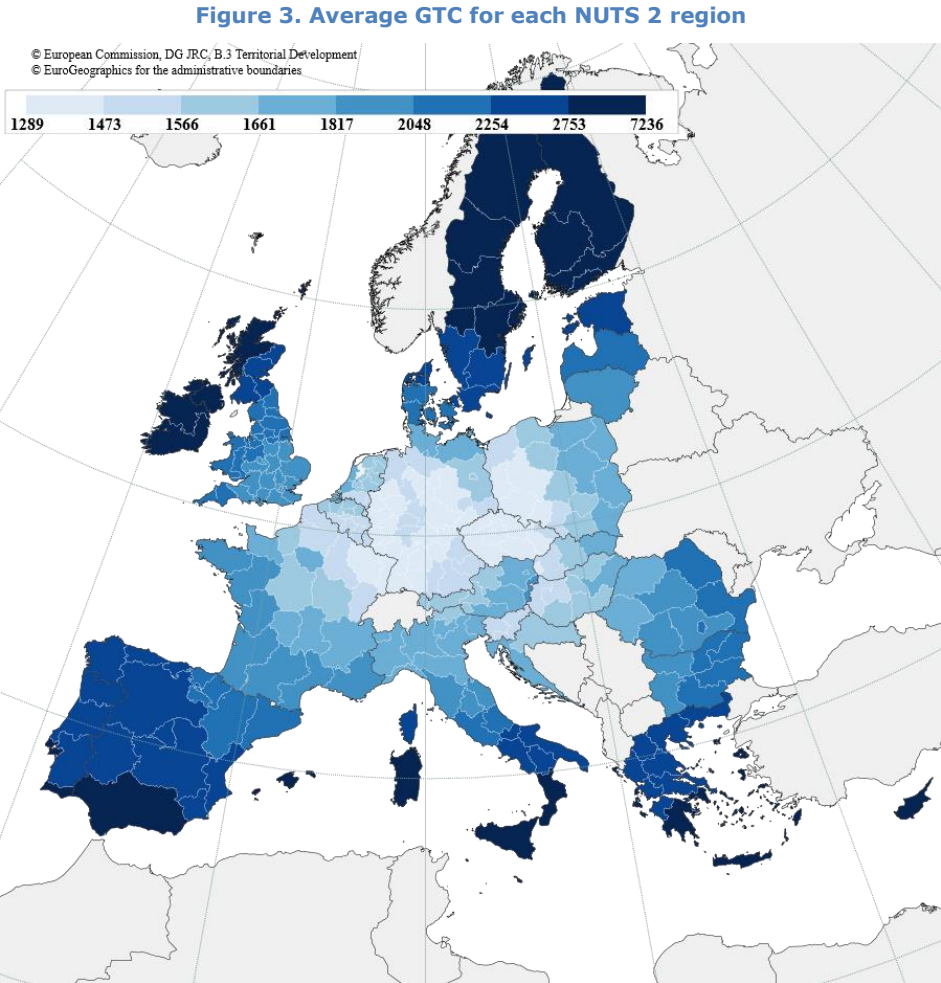 Figure 3. Average GTC for each NUTS 2 region
© European Commission, DG JRC, B.3 Territorial Development
© EuroGeographics for the administrative boundaries
1289 1473 1566 1661 1817 2048 2254 2753 7236